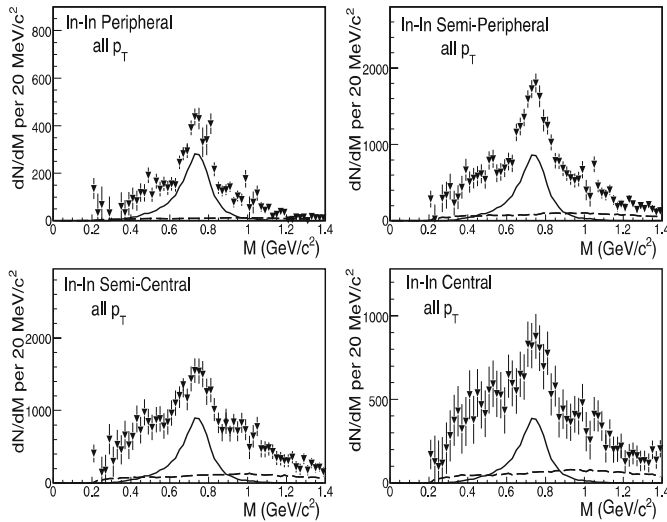 In-In Peripheral
all pT
dN/dM per 20 MeV/c2
800
600
400
200
0
0 0.2 0.4 0.6 0.8 1 1.2 1.4
M (GeV/c2)
In-In Semi-Peripheral
all pT
dN/dM per 20 MeV/c2
2000
1000
0
0 0.2 0.4 0.6 0.8 1 1.2 1.4
M (GeV/c2)
In-In Semi-Central
all pT
dN/dM per 20 MeV/c2
2000
1000
0
0 0.2 0.4 0.6 0.8 1 1.2 1.4
M (GeV/c2)
In-In Central
all pT
dN/dM per 20 MeV/c2
1000
500
0
0 0.2 0.4 0.6 0.8 1 1.2 1.4
M (GeV/c2)